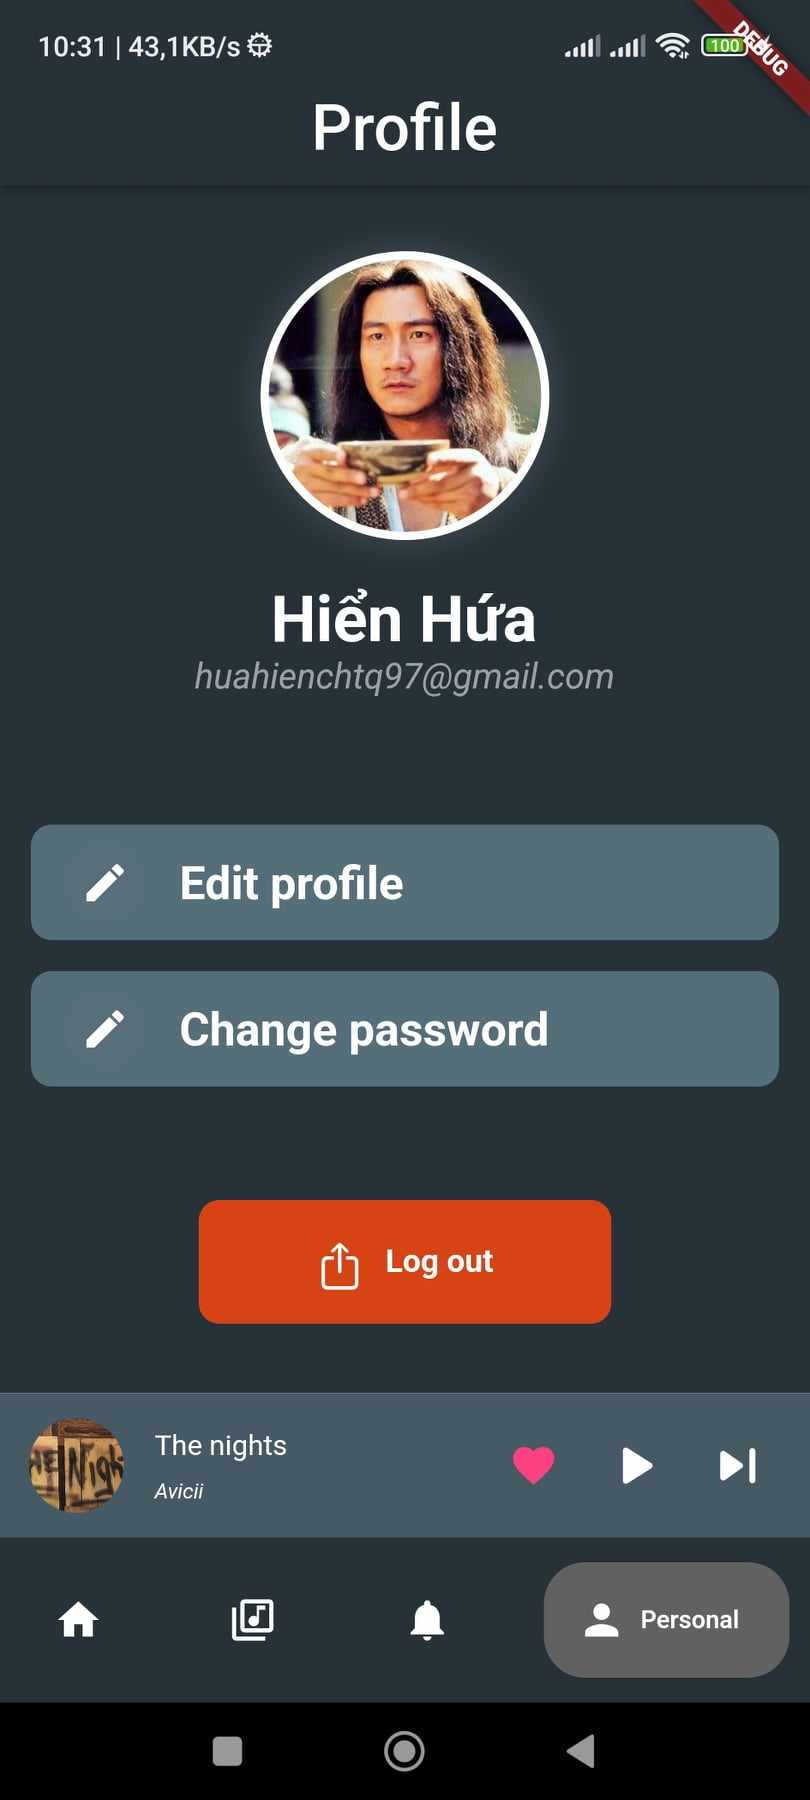 10:31 | 43,1KB/s
100
DEBUG
Profile
Hiển Hứa
huahienchtq97@gmail.com
Edit profile
Change password
Log out
The nights
Avicii
Personal